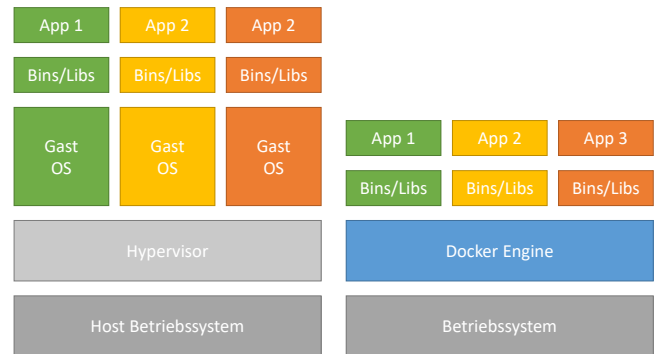 App 1
App 2
App 2
Bins/Libs
Bins/Libs
Bins/Libs
Gast
OS
Gast
OS
Gast
OS
Hypervisor
Host Betriebssystem
App 1
App 2
App 3
Bins/Libs
Bins/Libs
Bins/Libs
Docker Engine
Betriebssystem